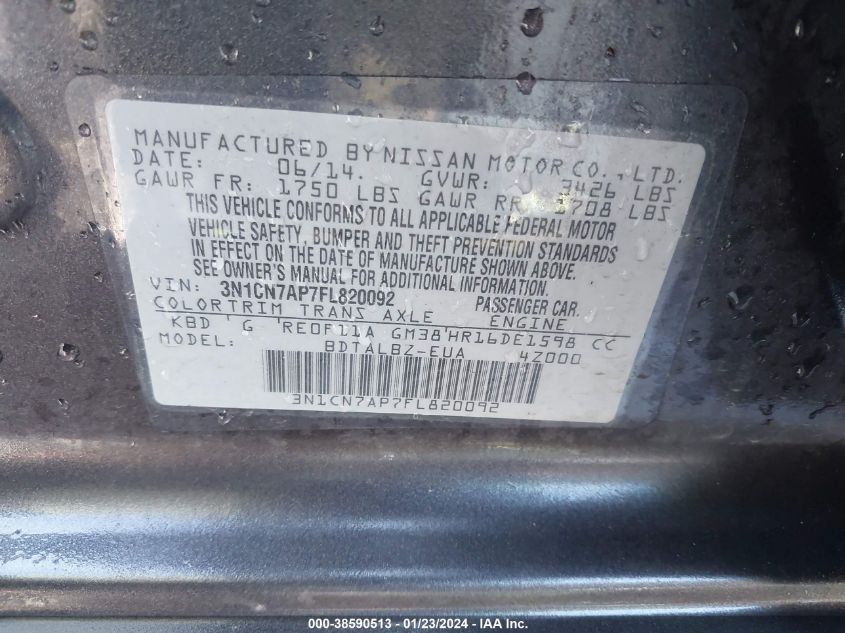 MANUFACTURED BY NISSAN MOTOR CO., LTD.
DATE: 06/14. GVWR: 3426 LBS
GAWR FR: 1750 LBS GAWR RR 1708 LBS
THIS VEHICLE CONFORMS TO ALL APPLICABLE FEDERAL MOTOR
VEHICLE SAFETY, BUMPER AND THEFT PREVENTION STANDARDS
IN EFFECT ON THE DATE OF MANUFACTURE SHOWN ABOVE.
SEE OWNER'S MANUAL FOR ADDITIONAL INFORMATION.
VIN: 3N1CN7AP7FL820092 PASSENGER CAR.
COLOR TRIM TRANS AXLE ENGINE
KBD G RE0F11A GM38 HR16DE1598 CC
MODEL: BDTALBZ-EUA 4Z000
3N1CN7AP7FL820092
000-38590513 - 01/23/2024 - IAA Inc.